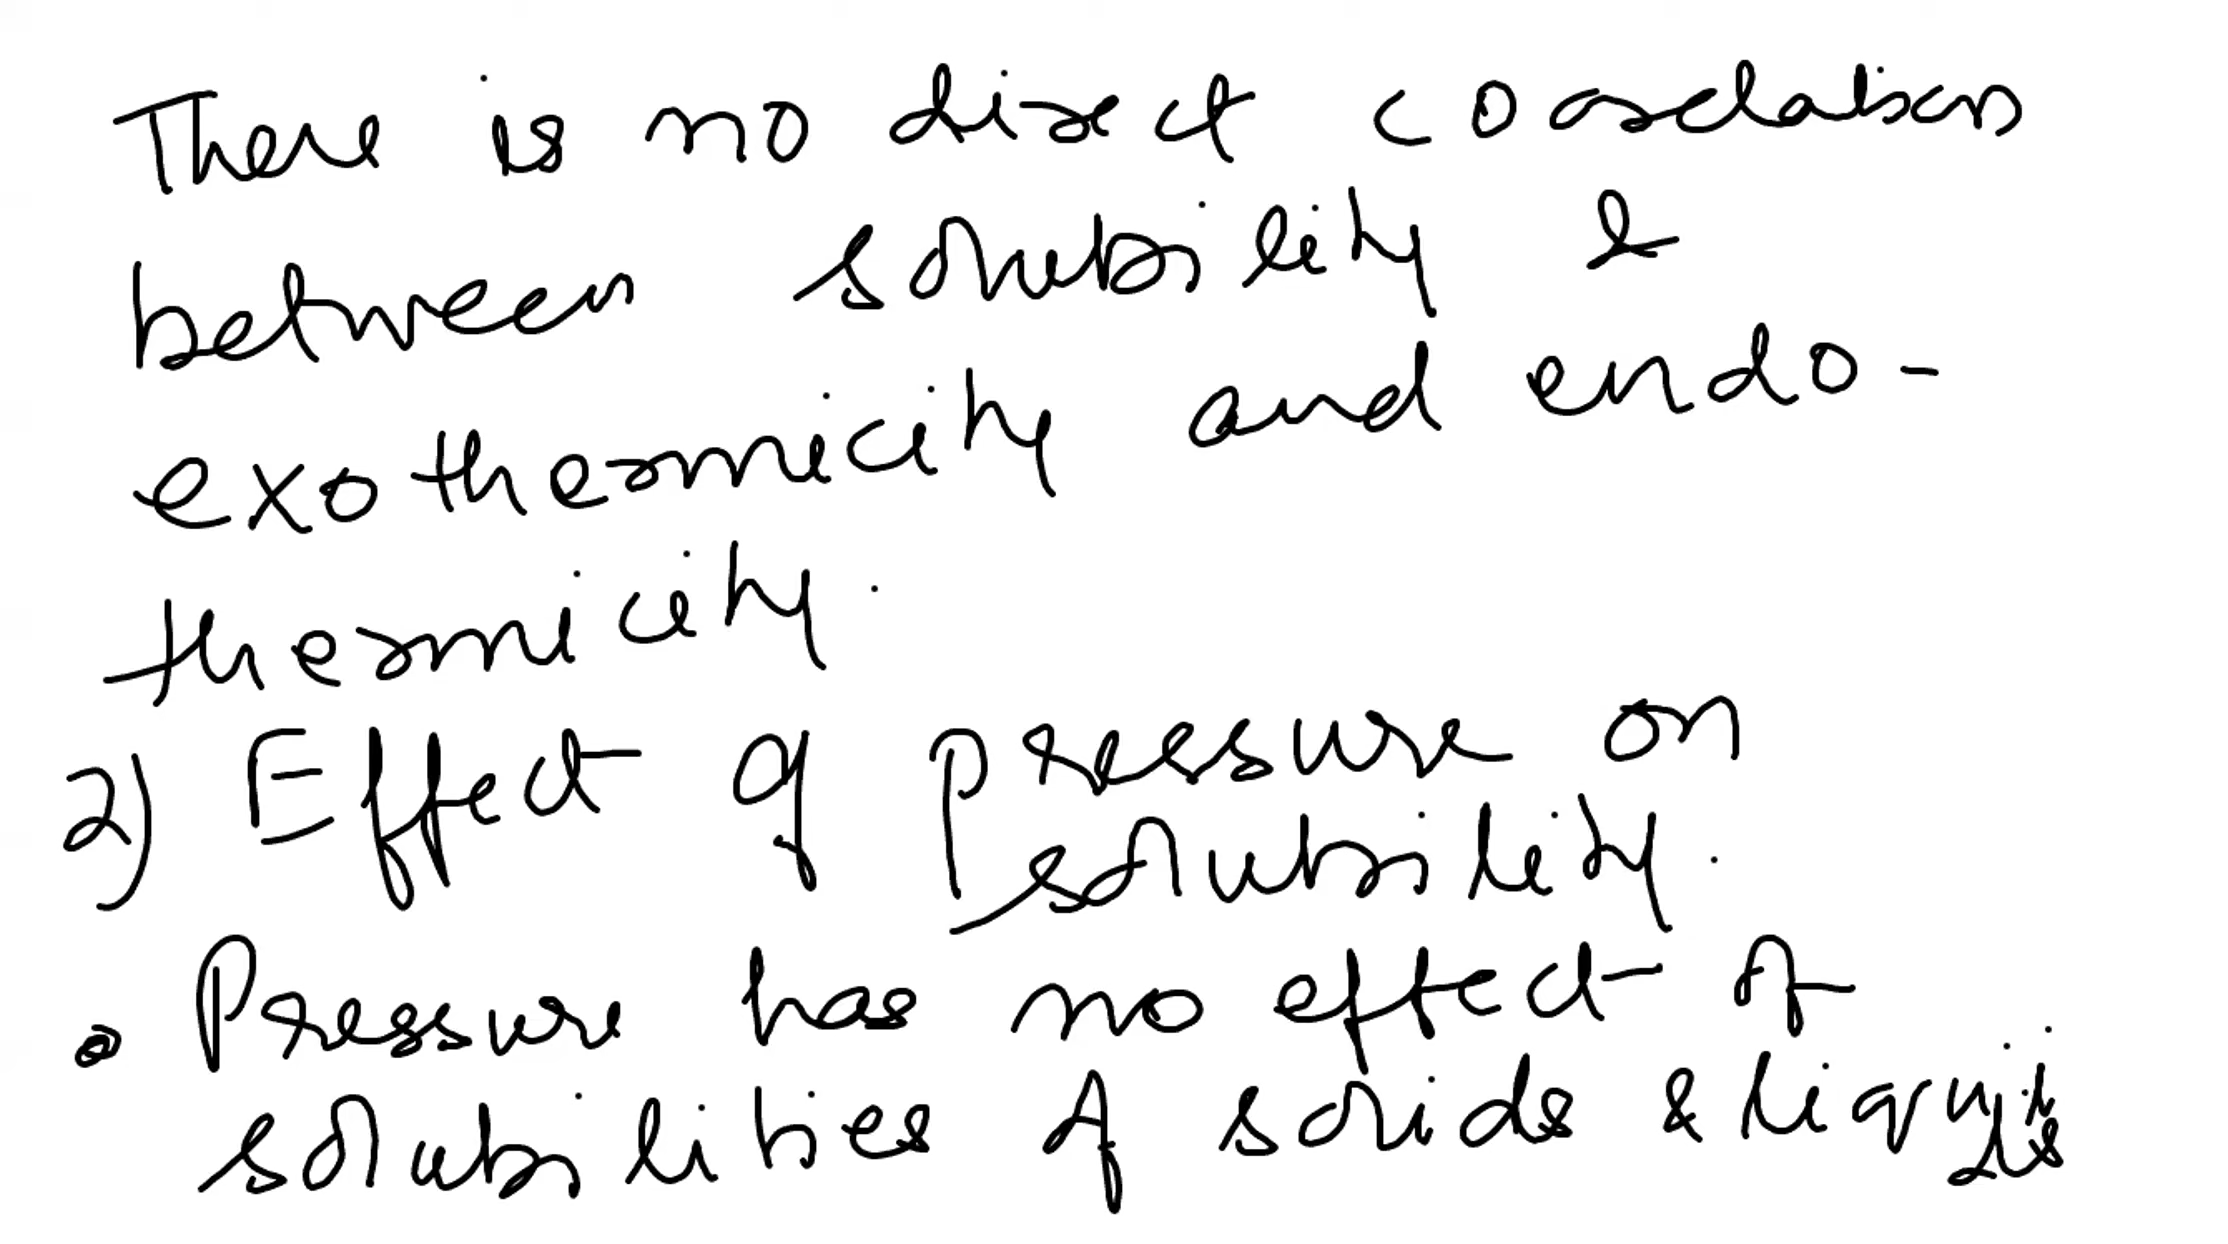 There is no direct correlation
between solubility &
exothermicity and endo-
thermicity.
2) Effect of Pressure on
solubility.
• Pressure has no effect of
solubilities of solids & liquids